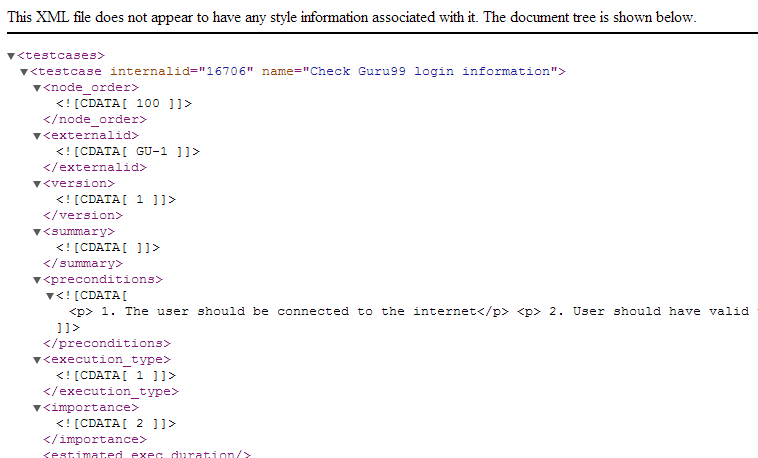 This XML file does not appear to have any style information associated with it. The document tree is shown below.
▼<testcases>
▼<testcase internalid="16706" name="Check Guru99 login information">
▼<node_order>
<![CDATA[ 100 ]]>
</node_order>
▼<externalid>
<![CDATA[ GU-1 ]]>
</externalid>
▼<version>
<![CDATA[ 1 ]]>
</version>
▼<summary>
<![CDATA[ ]]>
</summary>
▼<preconditions>
▼<![CDATA[
<p> 1. The user should be connected to the internet</p> <p> 2. User should have valid
]]>
</preconditions>
▼<execution_type>
<![CDATA[ 1 ]]>
</execution_type>
▼<importance>
<![CDATA[ 2 ]]>
</importance>
<estimated_exec_duration/>